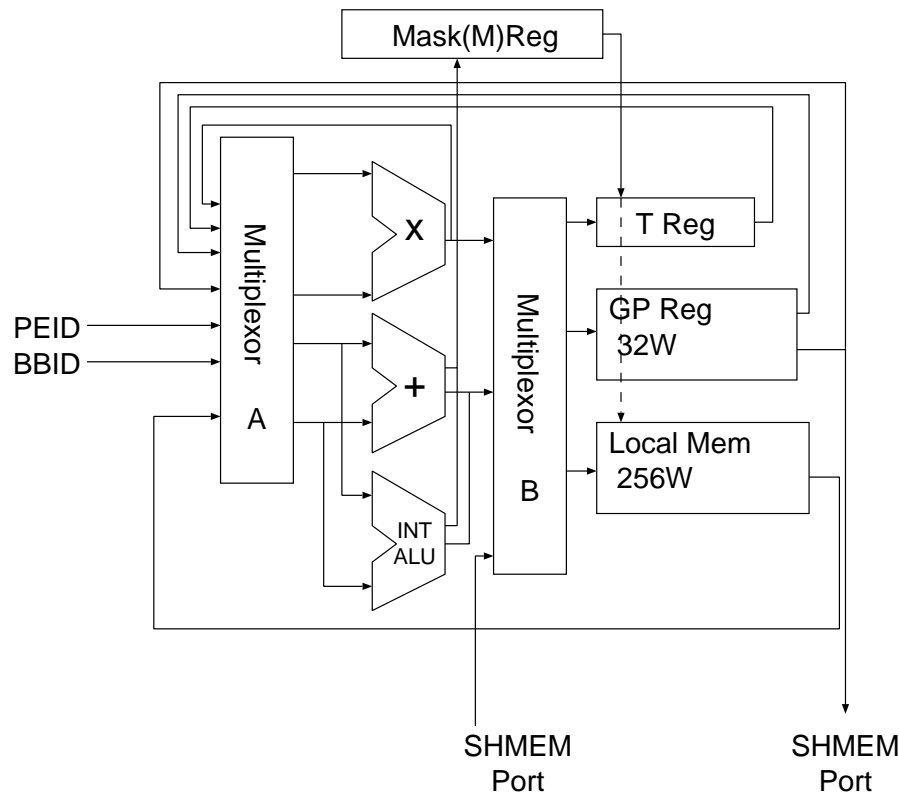 Mask(M)Reg
Multiplexor
A
X
+
INT
ALU
Multiplexor
B
T Reg
GP Reg
32W
Local Mem
256W
PEID
BBID
SHMEM
Port
SHMEM
Port